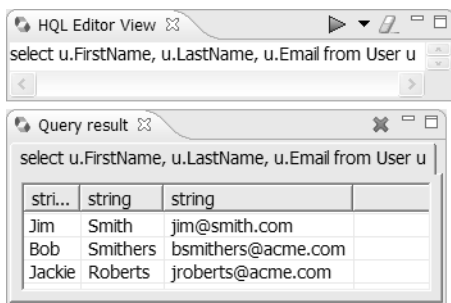 HQL Editor View
select u.FirstName, u.LastName, u.Email from User u
Query result
select u.FirstName, u.LastName, u.Email from User u
stri... string string
Jim Smith jim@smith.com
Bob Smithers bsmithers@acme.com
Jackie Roberts jroberts@acme.com